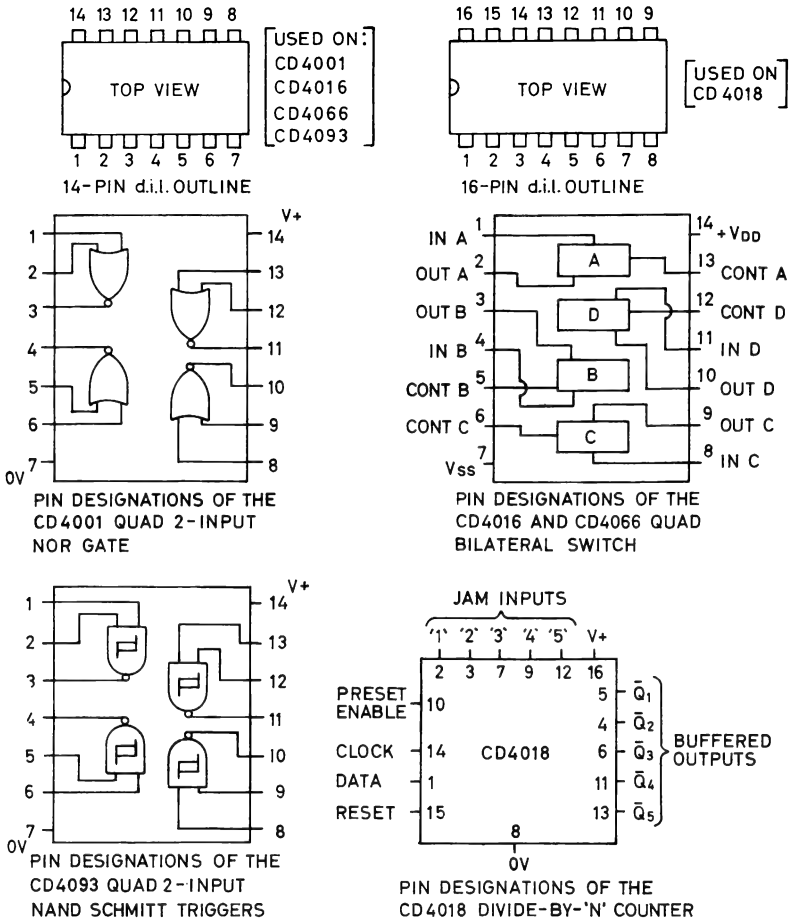 14 13 12 11 10 9 8
TOP VIEW
1 2 3 4 5 6 7
14-PIN d.i.l. OUTLINE
USED ON:
CD4001
CD4016
CD4066
CD4093
16 15 14 13 12 11 10 9
TOP VIEW
1 2 3 4 5 6 7 8
16-PIN d.i.l. OUTLINE
USED ON
CD4018
V+
1
2
3
4
5
6
7
0V
14
13
12
11
10
9
8
PIN DESIGNATIONS OF THE
CD4001 QUAD 2-INPUT
NOR GATE
IN A 1
OUT A 2
OUT B 3
IN B 4
CONT B 5
CONT C 6
VSS 7
A
D
B
C
14 +VDD
13 CONT A
12 CONT D
11 IN D
10 OUT D
9 OUT C
8 IN C
PIN DESIGNATIONS OF THE
CD4016 AND CD4066 QUAD
BILATERAL SWITCH
V+
1
2
3
4
5
6
7
0V
14
13
12
11
10
9
8
PIN DESIGNATIONS OF THE
CD4093 QUAD 2-INPUT
NAND SCHMITT TRIGGERS
JAM INPUTS
'1' '2' '3' '4' '5' V+
2 3 7 9 12 16
PRESET
ENABLE 10
CLOCK 14
DATA 1
RESET 15
CD4018
5 Q̅1
4 Q̅2
6 Q̅3
11 Q̅4
13 Q̅5
BUFFERED
OUTPUTS
8
0V
PIN DESIGNATIONS OF THE
CD4018 DIVIDE-BY-'N' COUNTER